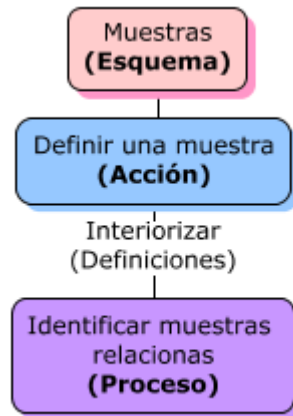 Muestras
(Esquema)
Definir una muestra
(Acción)
Interiorizar
(Definiciones)
Identificar muestras
relacionas
(Proceso)